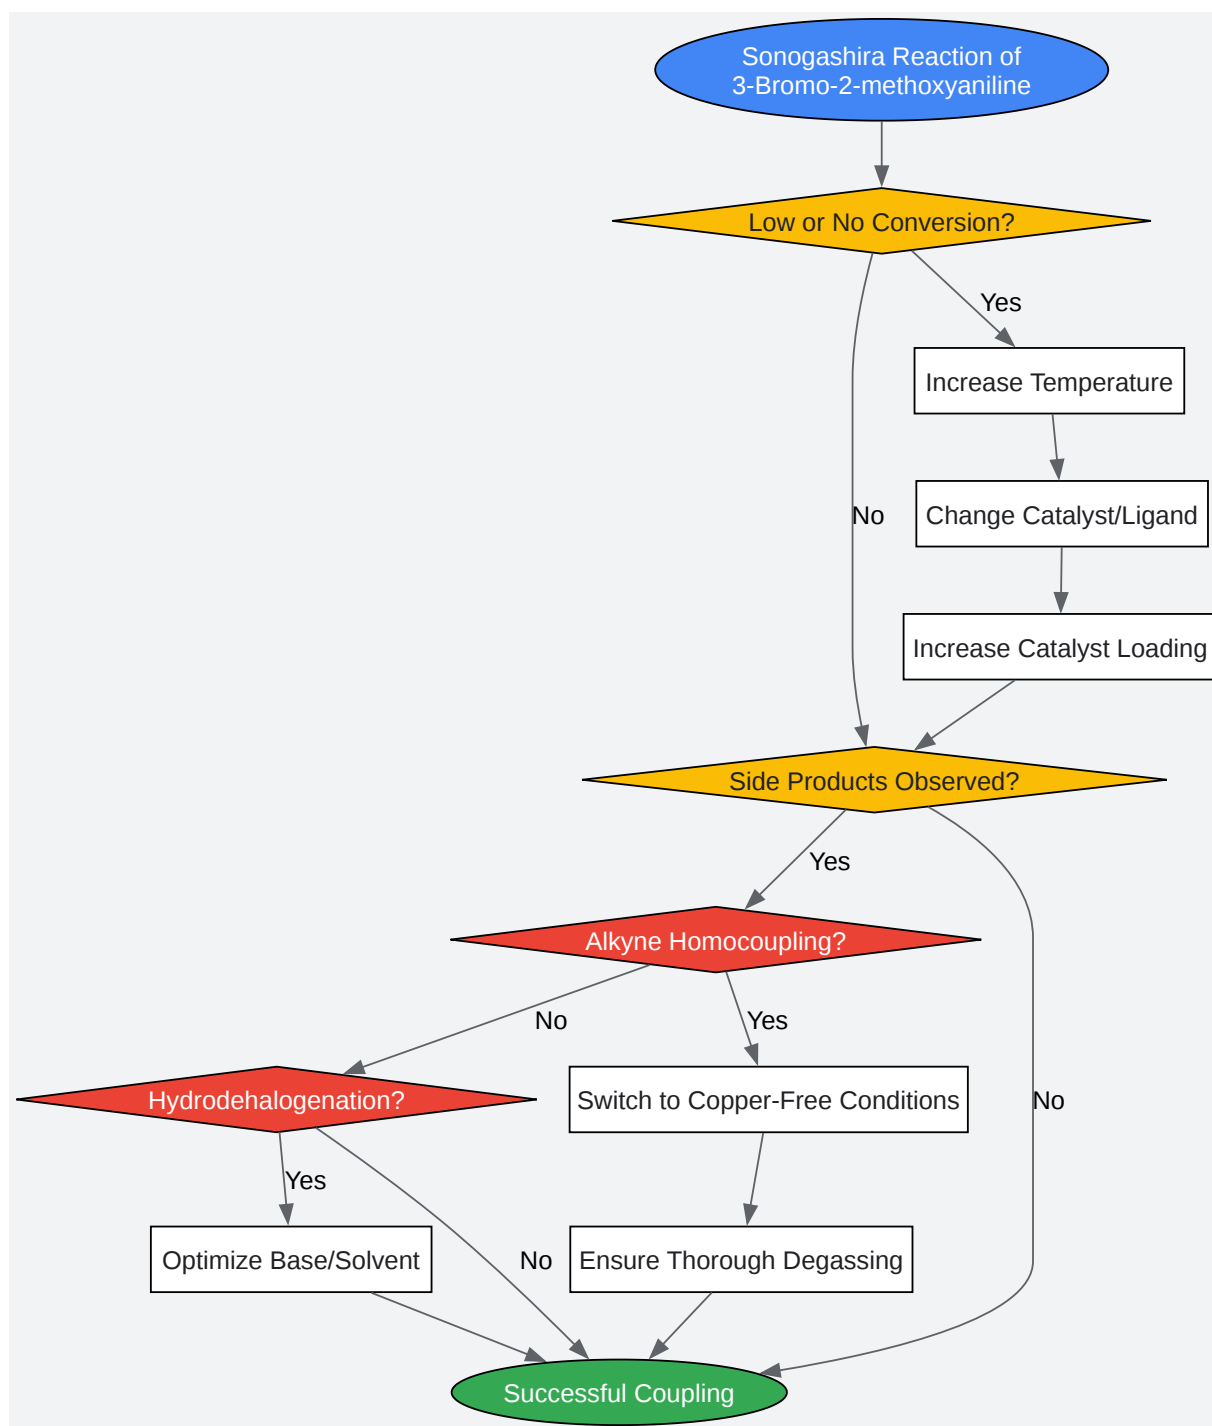 Sonogashira Reaction of
3-Bromo-2-methoxyaniline
Low or No Conversion?
Yes
Increase Temperature
No
Change Catalyst/Ligand
Increase Catalyst Loading
Side Products Observed?
Yes
Alkyne Homocoupling?
No
Yes
Hydrodehalogenation?
Switch to Copper-Free Conditions
No
Yes
Optimize Base/Solvent
No
Ensure Thorough Degassing
Successful Coupling